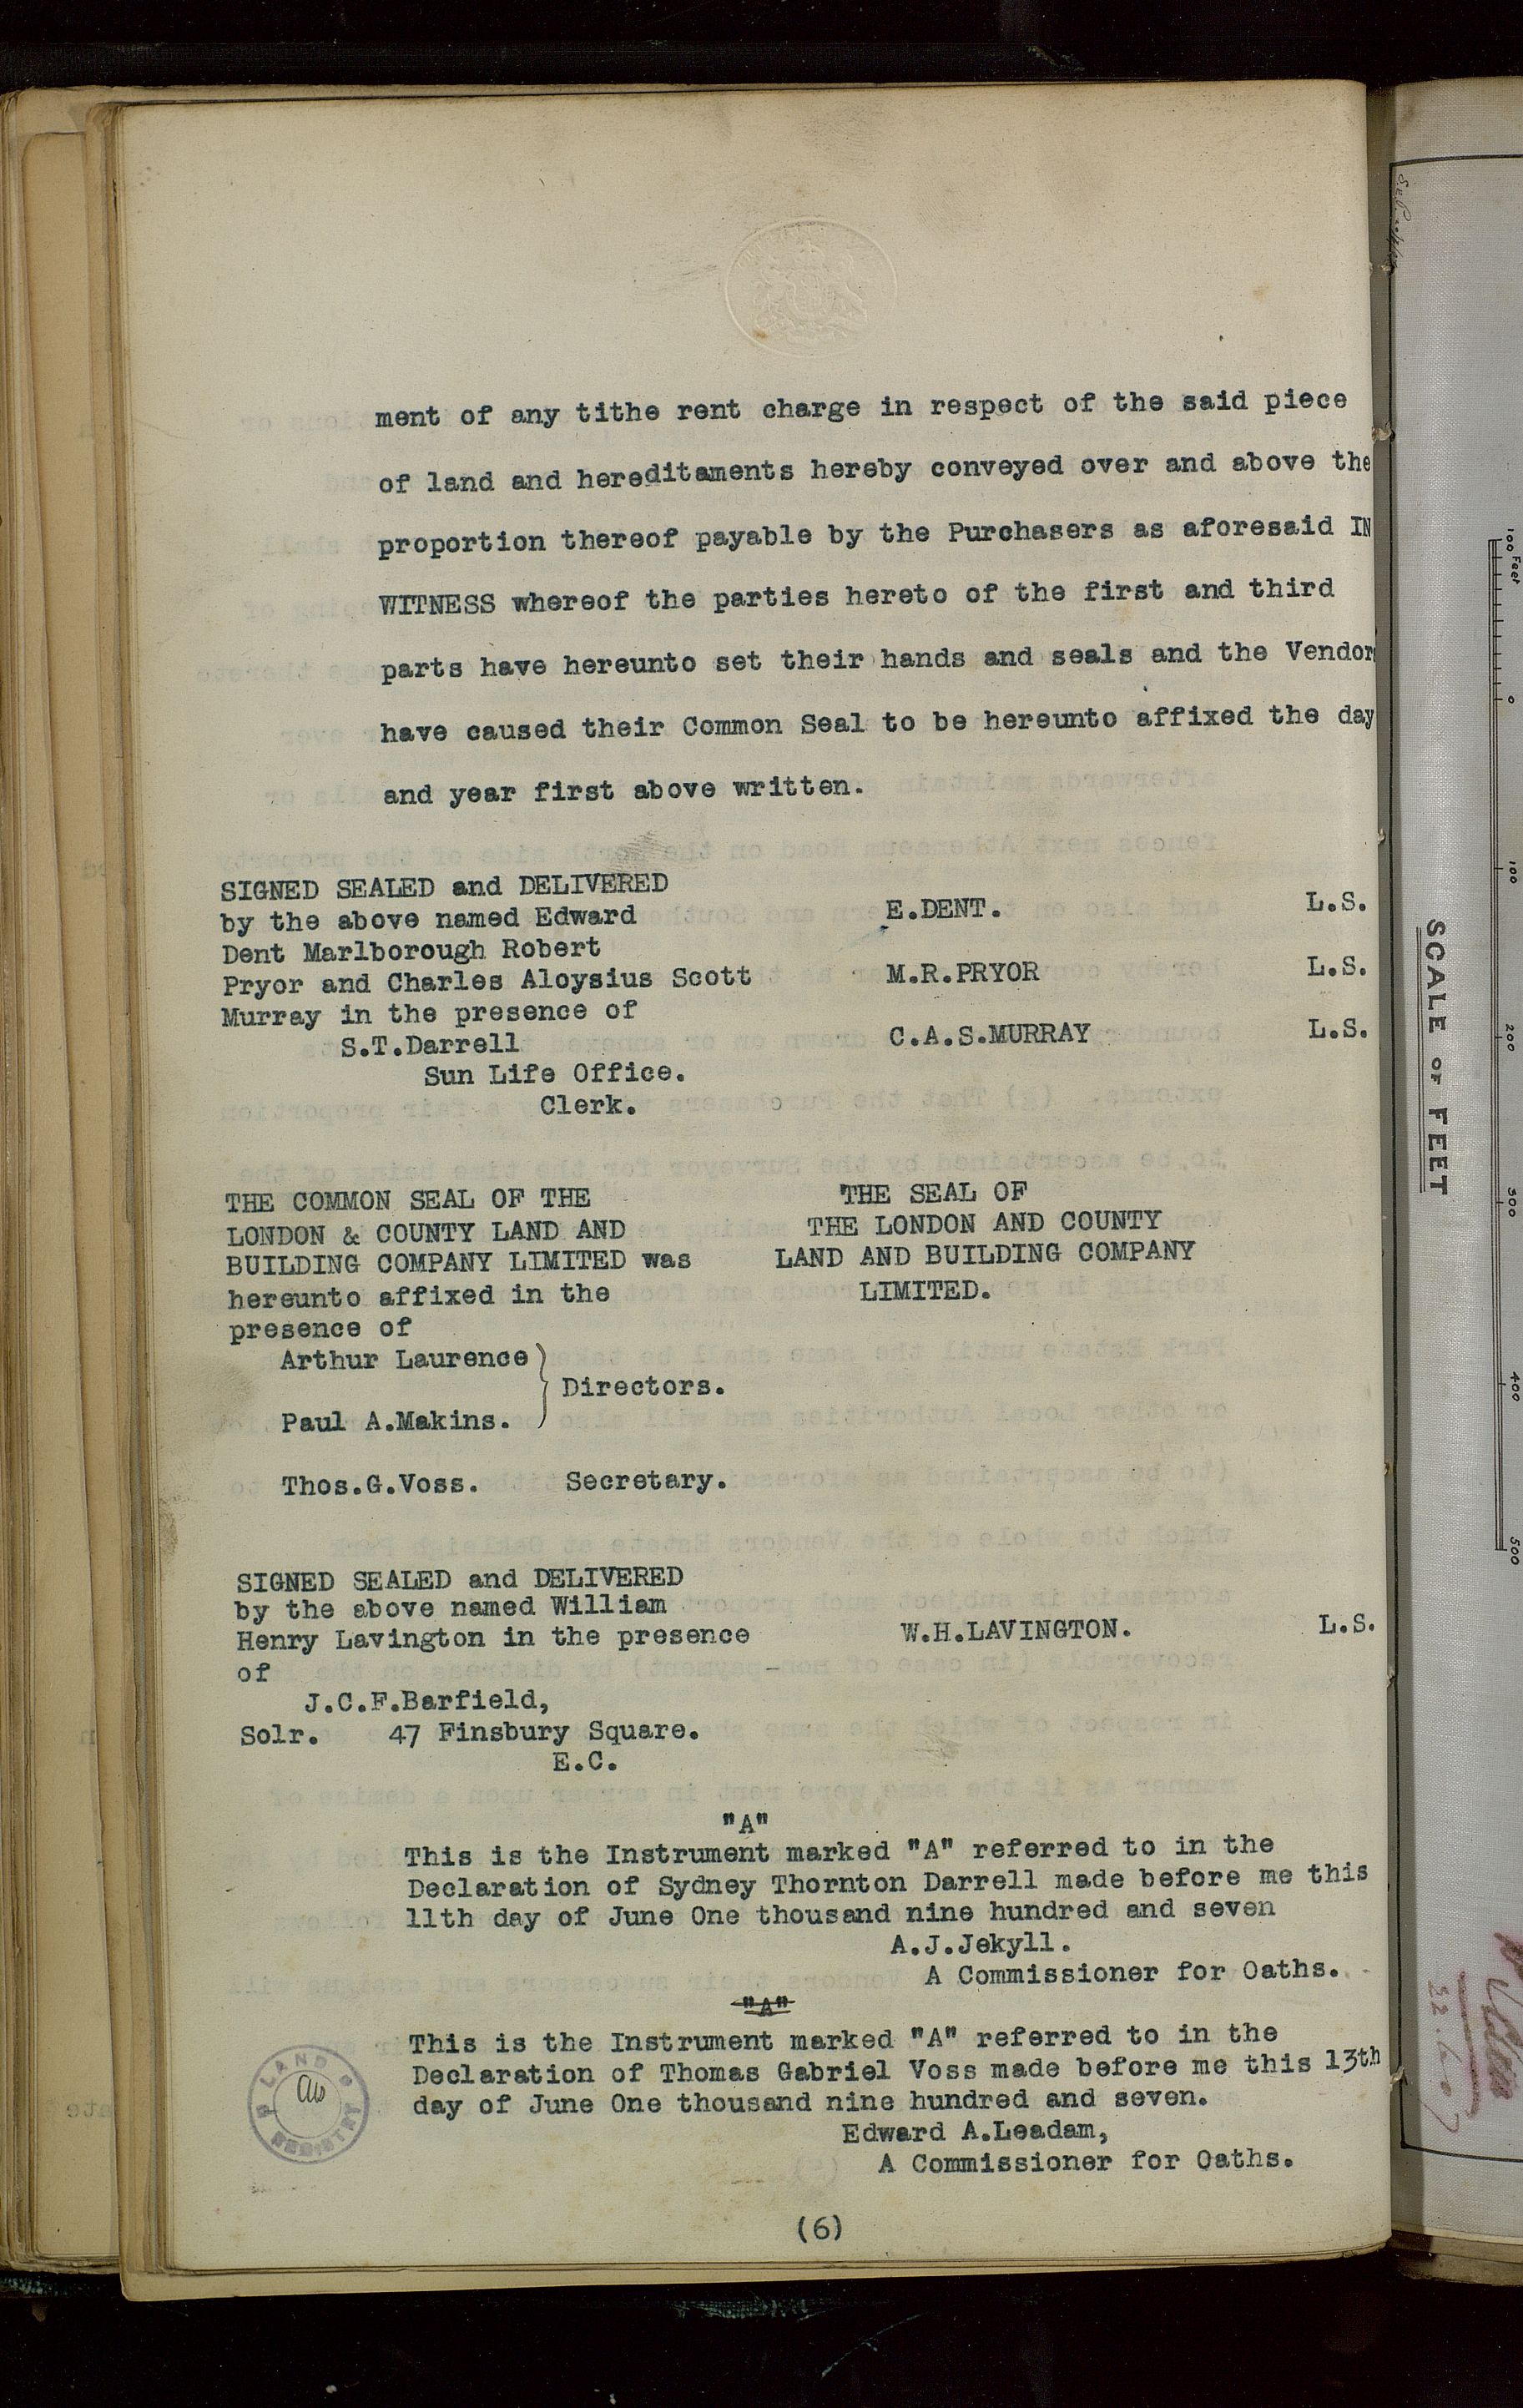 ment of any tithe rent charge in respect of the said piece
of land and hereditaments hereby conveyed over and above the
proportion thereof payable by the Purchasers as aforesaid IN
WITNESS whereof the parties hereto of the first and third
parts have hereunto set their hands and seals and the Vendor
have caused their Common Seal to be hereunto affixed the day
and year first above written.
SIGNED SEALED and DELIVERED
by the above named Edward
Dent Marlborough Robert
Pryor and Charles Aloysius Scott
Murray in the presence of
S.T.Darrell
Sun Life Office.
Clerk.
E.DENT. L.S.
M.R.PRYOR L.S.
C.A.S.MURRAY L.S.
THE COMMON SEAL OF THE
LONDON & COUNTY LAND AND
BUILDING COMPANY LIMITED was
hereunto affixed in the
presence of
Arthur Laurence
Directors.
Paul A.Makins.
Thos.G.Voss. Secretary.
THE SEAL OF
THE LONDON AND COUNTY
LAND AND BUILDING COMPANY
LIMITED.
SIGNED SEALED and DELIVERED
by the above named William
Henry Lavington in the presence
of
J.C.F.Barfield,
Solr. 47 Finsbury Square.
E.C.
W.H.LAVINGTON. L.S.
"A"
This is the Instrument marked "A" referred to in the
Declaration of Sydney Thornton Darrell made before me this
11th day of June One thousand nine hundred and seven
A.J.Jekyll.
A Commissioner for Oaths.
"A"
This is the Instrument marked "A" referred to in the
Declaration of Thomas Gabriel Voss made before me this 13th
day of June One thousand nine hundred and seven.
Edward A.Leadam,
A Commissioner for Oaths.
LAND REGISTRY
(6)
SCALE OF FEET
100 Feet
0
100
200
300
400
500